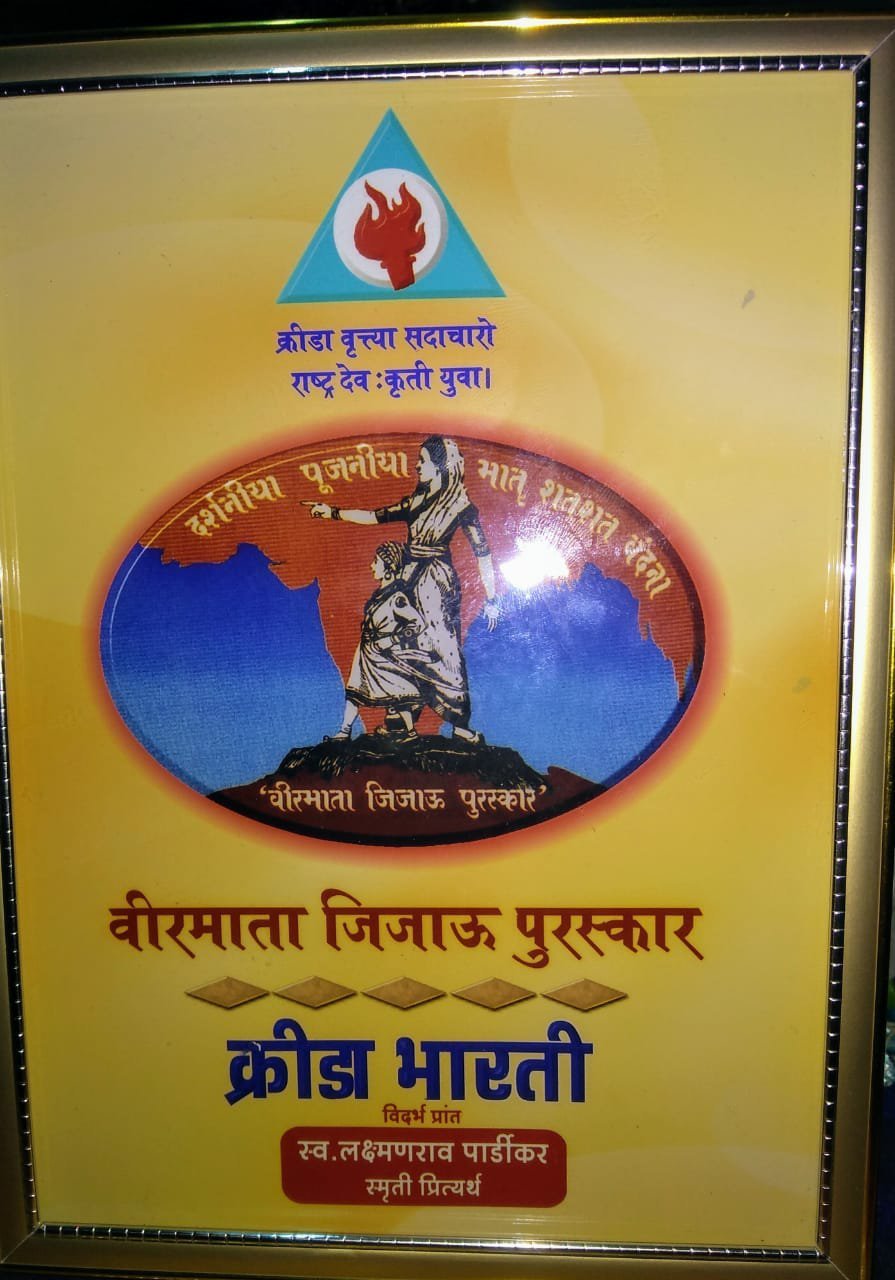 क्रीडा वृत्त्या सदाचारो
राष्ट्र देव :कृती युवा।
दर्शनीया पूजनीया मातृ शतशत वंदना
‘वीरमाता जिजाऊ पुरस्कार’
वीरमाता जिजाऊ पुरस्कार
क्रीडा भारती
विदर्भ प्रांत
स्व.लक्ष्मणराव पार्डीकर
स्मृती प्रित्यर्थ